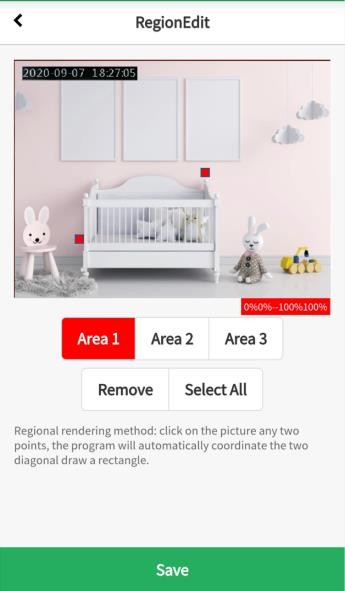 RegionEdit
2020-09-07 18:27:05
0%0%--100%100%
Area 1 Area 2 Area 3
Remove Select All
Regional rendering method: click on the picture any two
points, the program will automatically coordinate the two
diagonal draw a rectangle.
Save